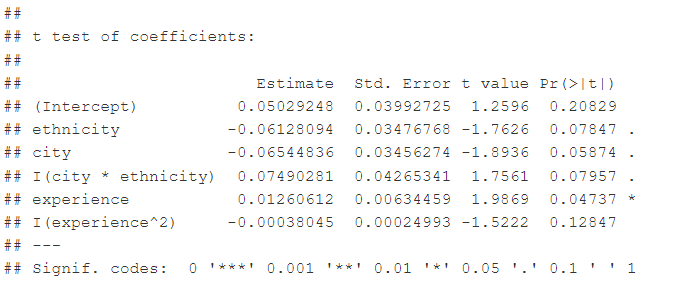 ##
## t test of coefficients:
##
##                        Estimate  Std. Error t value Pr(>|t|)
## (Intercept)          0.05029248  0.03992725  1.2596  0.20829
## ethnicity           -0.06128094  0.03476768 -1.7626  0.07847 .
## city                -0.06544836  0.03456274 -1.8936  0.05874 .
## I(city * ethnicity)  0.07490281  0.04265341  1.7561  0.07957 .
## experience           0.01260612  0.00634459  1.9869  0.04737 *
## I(experience^2)     -0.00038045  0.00024993 -1.5222  0.12847
## ---
## Signif. codes:  0 '***' 0.001 '**' 0.01 '*' 0.05 '.' 0.1 ' ' 1